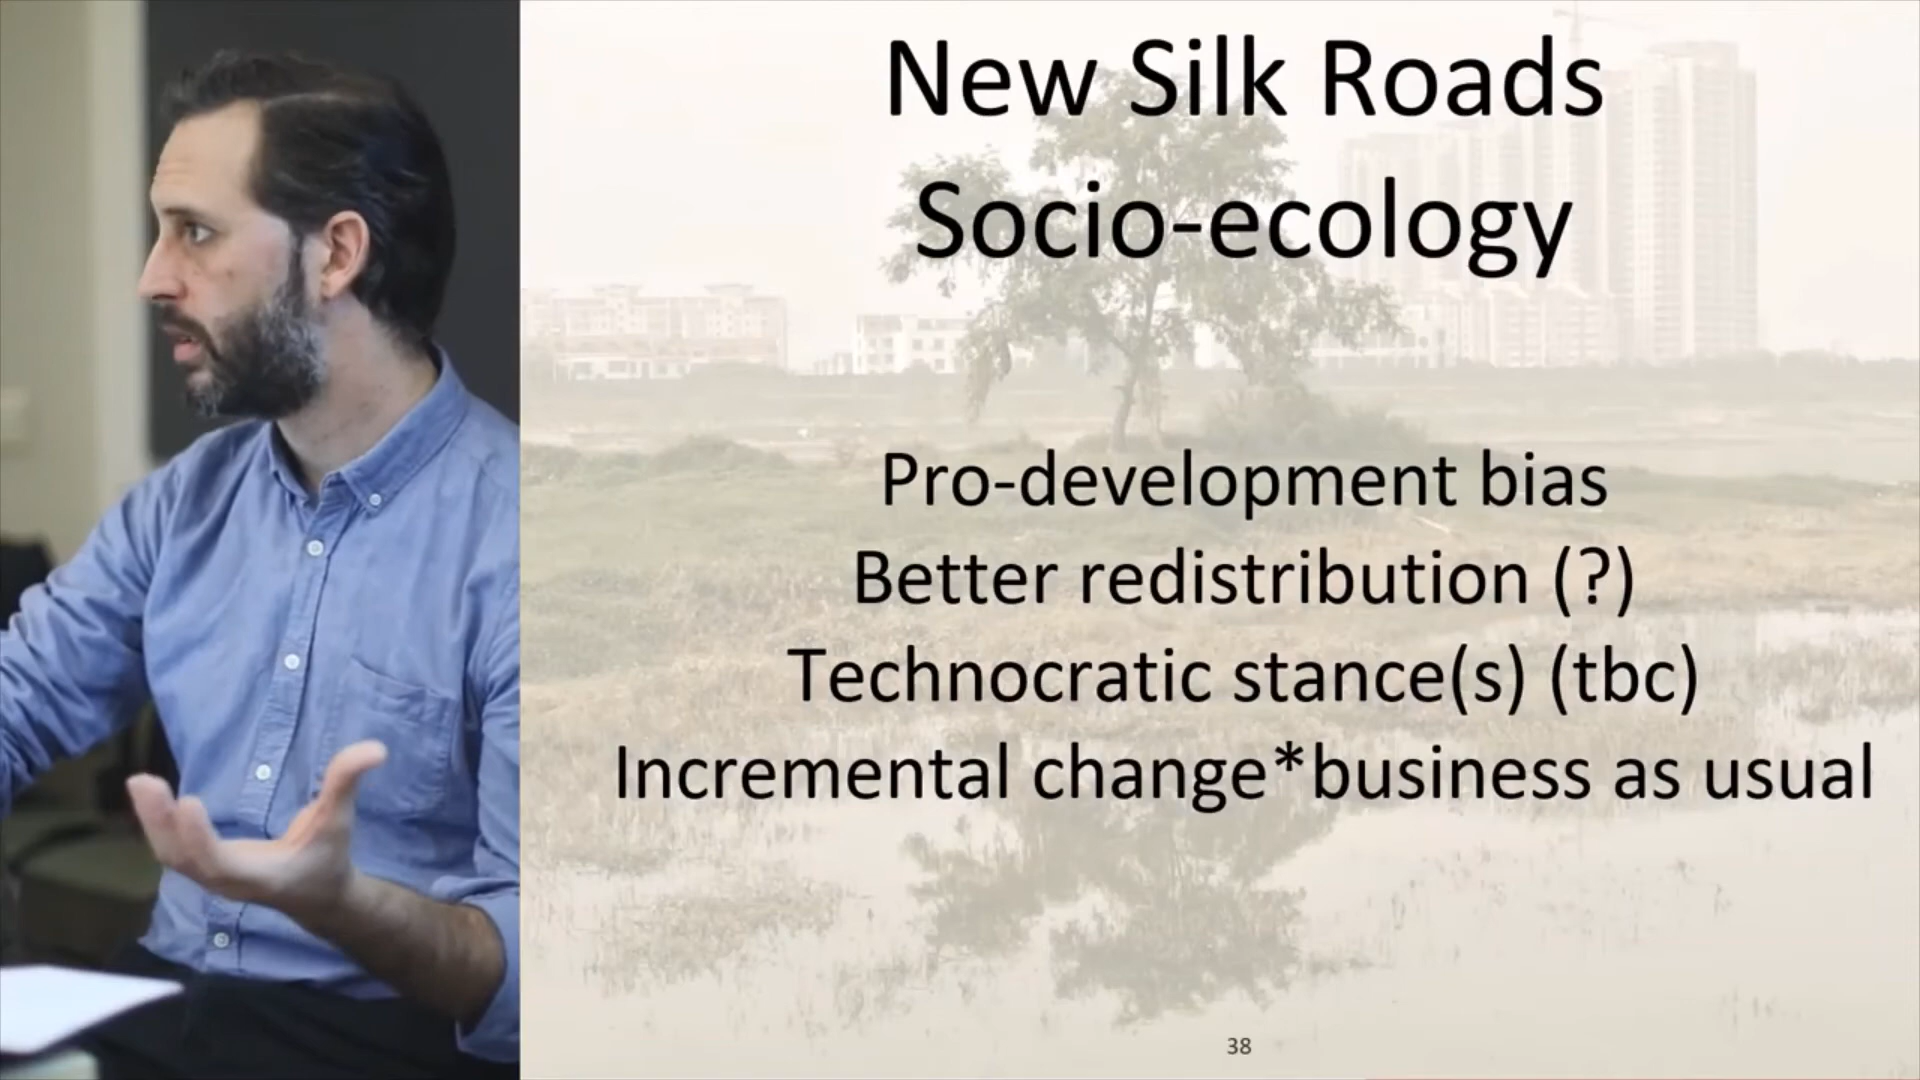 New Silk Roads
Socio-ecology
Pro-development bias
Better redistribution (?)
Technocratic stance(s) (tbc)
Incremental change*business as usual
38